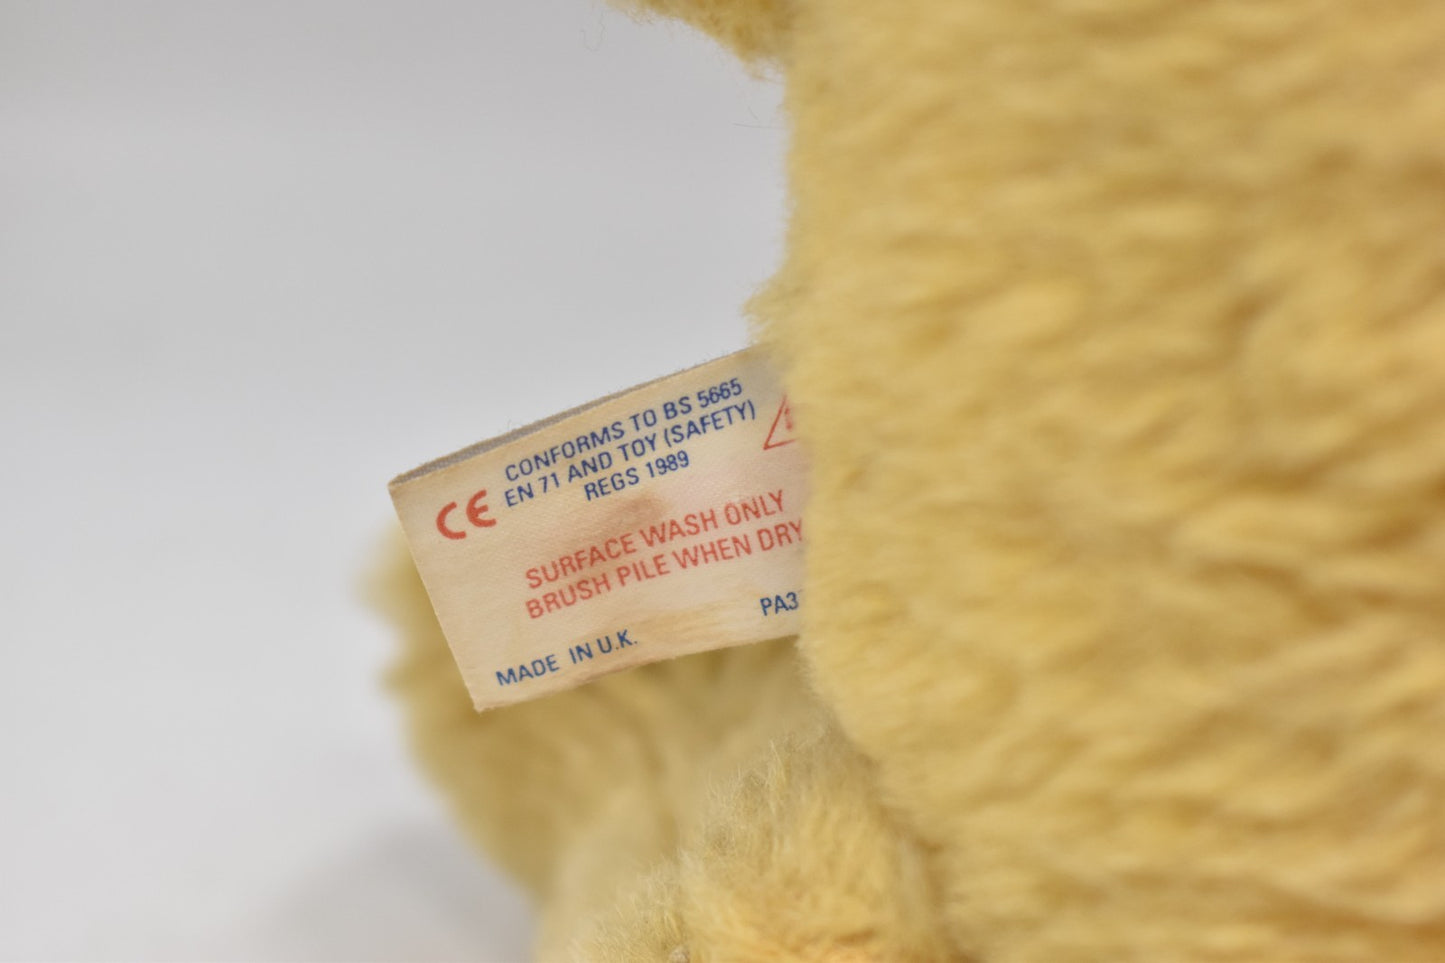 CONFORMS TO BS 5665
EN 71 AND TOY (SAFETY)
REGS 1989
CE
SURFACE WASH ONLY
BRUSH PILE WHEN DRY
MADE IN U.K.